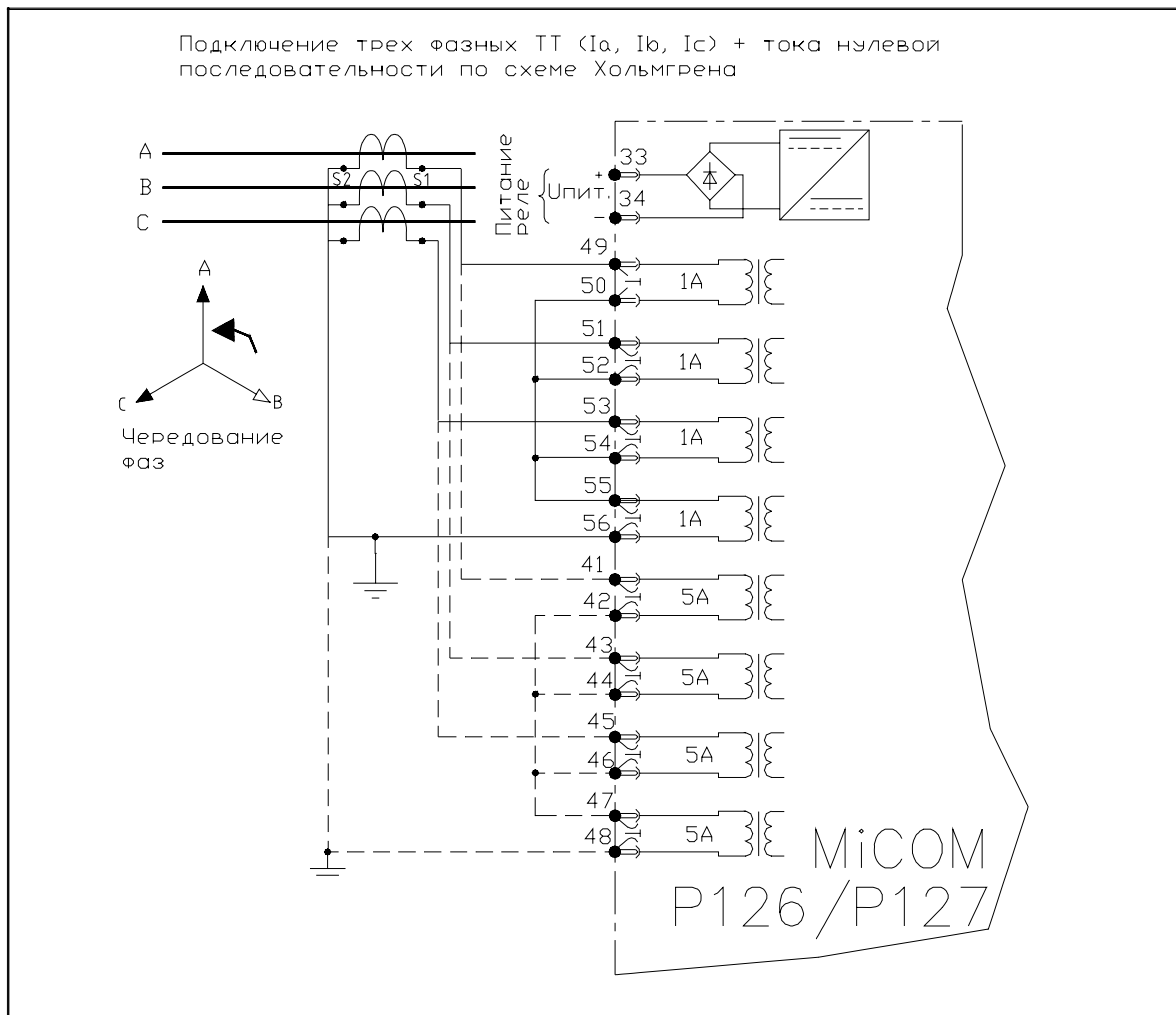 Подключение трех фазных ТТ (Ia, Ib, Ic) + тока нулевой
последовательности по схеме Хольмгрена
A
B
C
S2
S1
Питание
реле
Uпит.
+
33
34
-
49
50
1A
51
52
1A
53
54
1A
55
56
1A
41
42
5A
43
44
5A
45
46
5A
47
48
5A
A
C
B
Чередование
фаз
MiCOM
P126/P127